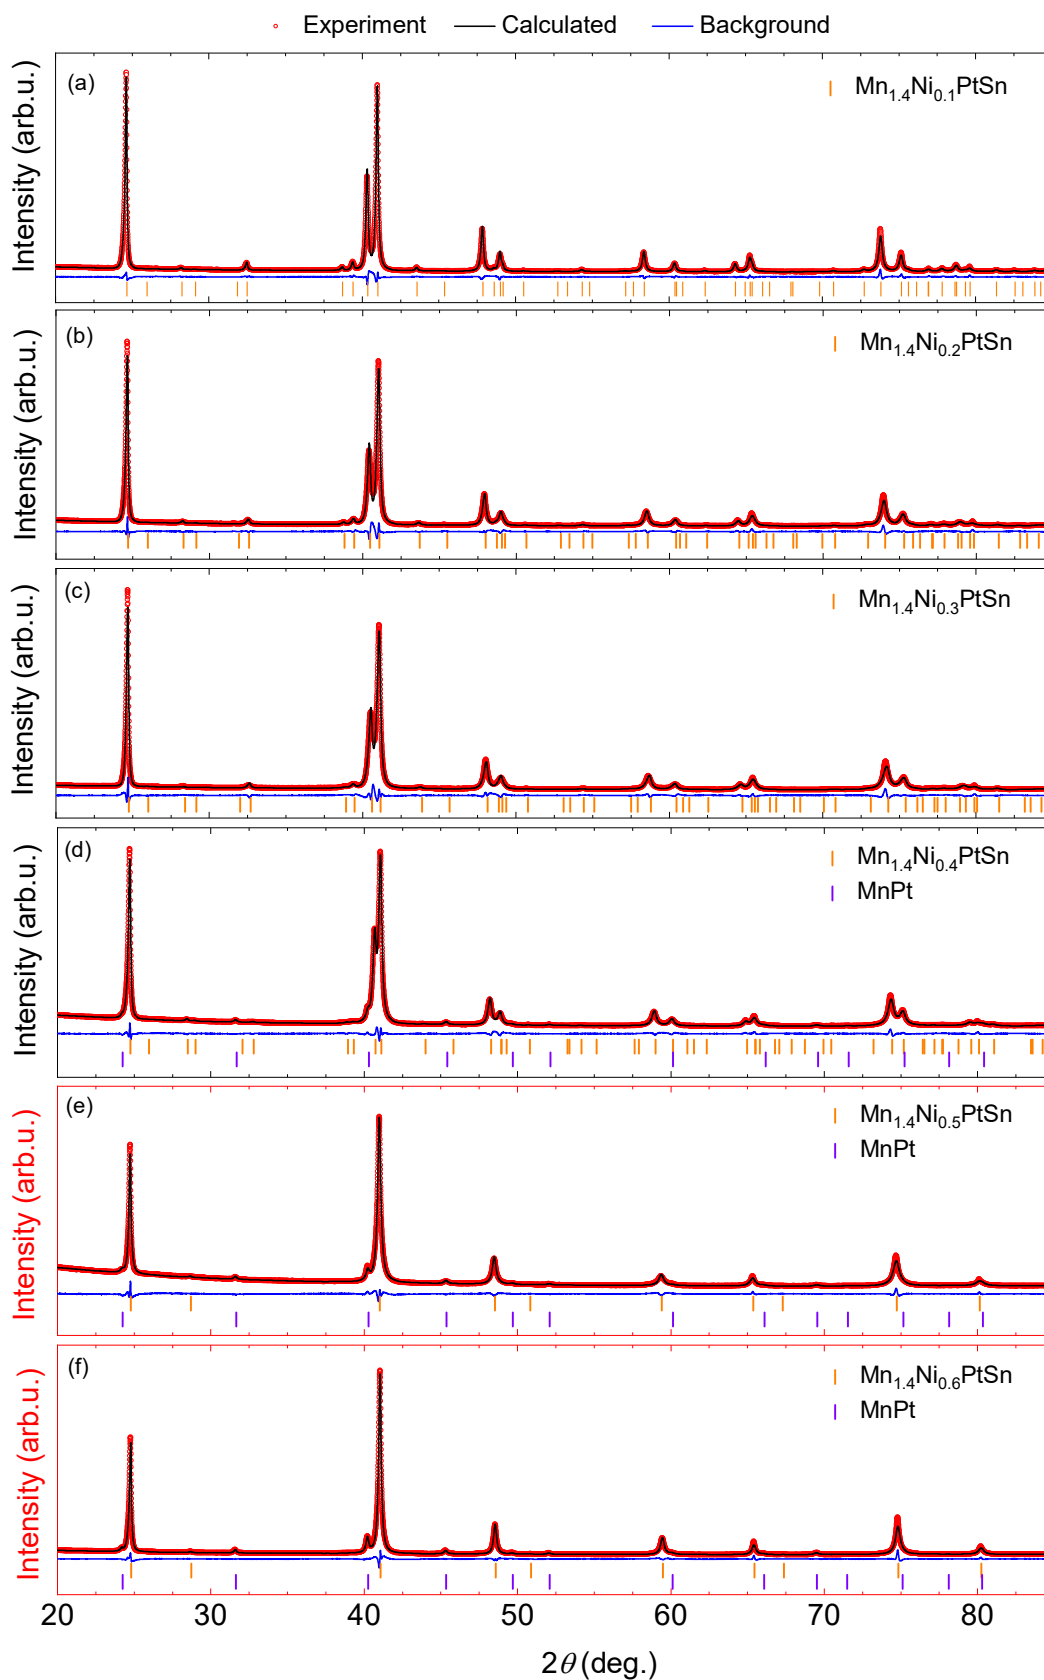 Experiment Calculated Background
(a) Mn1.4Ni0.1PtSn
Intensity (arb.u.)
(b) Mn1.4Ni0.2PtSn
Intensity (arb.u.)
(c) Mn1.4Ni0.3PtSn
Intensity (arb.u.)
(d) Mn1.4Ni0.4PtSn
MnPt
Intensity (arb.u.)
(e) Mn1.4Ni0.5PtSn
MnPt
Intensity (arb.u.)
(f) Mn1.4Ni0.6PtSn
MnPt
Intensity (arb.u.)
20 30 40 50 60 70 80
2θ (deg.)